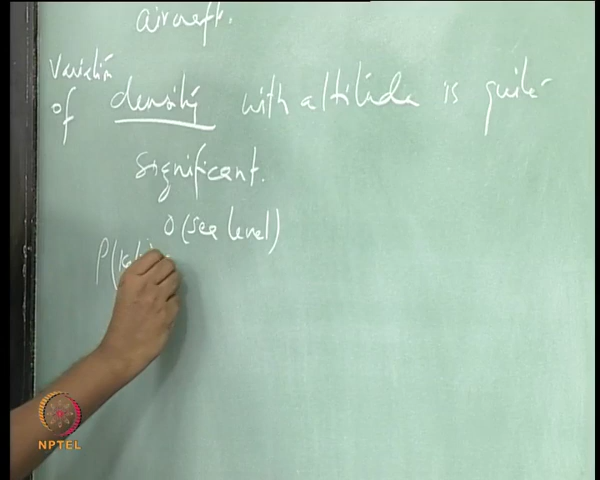 aircraft.
Variation
of density with altitude is quite
significant.
0 (sea level)
ρ(
NPTEL